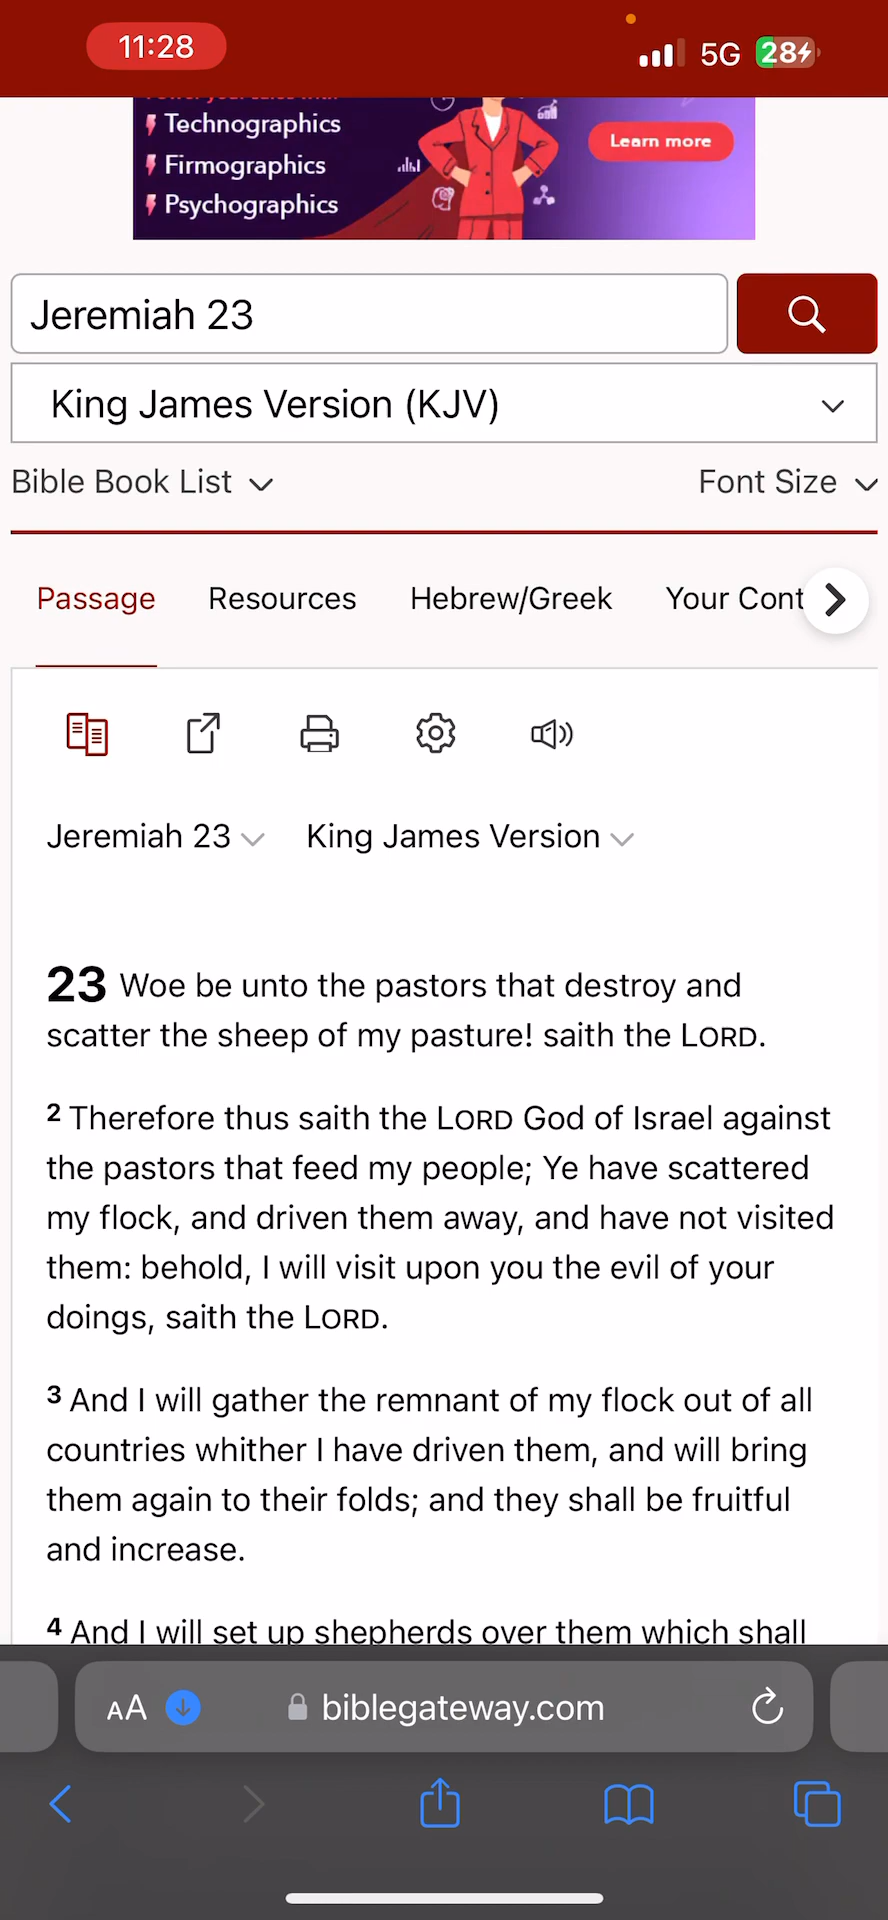 11:28
5G 28
Technographics
Firmographics
Psychographics
Learn more
Jeremiah 23
King James Version (KJV)
Bible Book List
Font Size
Passage Resources Hebrew/Greek Your Cont
Jeremiah 23 King James Version
23 Woe be unto the pastors that destroy and
scatter the sheep of my pasture! saith the LORD.
2 Therefore thus saith the LORD God of Israel against
the pastors that feed my people; Ye have scattered
my flock, and driven them away, and have not visited
them: behold, I will visit upon you the evil of your
doings, saith the LORD.
3 And I will gather the remnant of my flock out of all
countries whither I have driven them, and will bring
them again to their folds; and they shall be fruitful
and increase.
4 And I will set up shepherds over them which shall
AA biblegateway.com